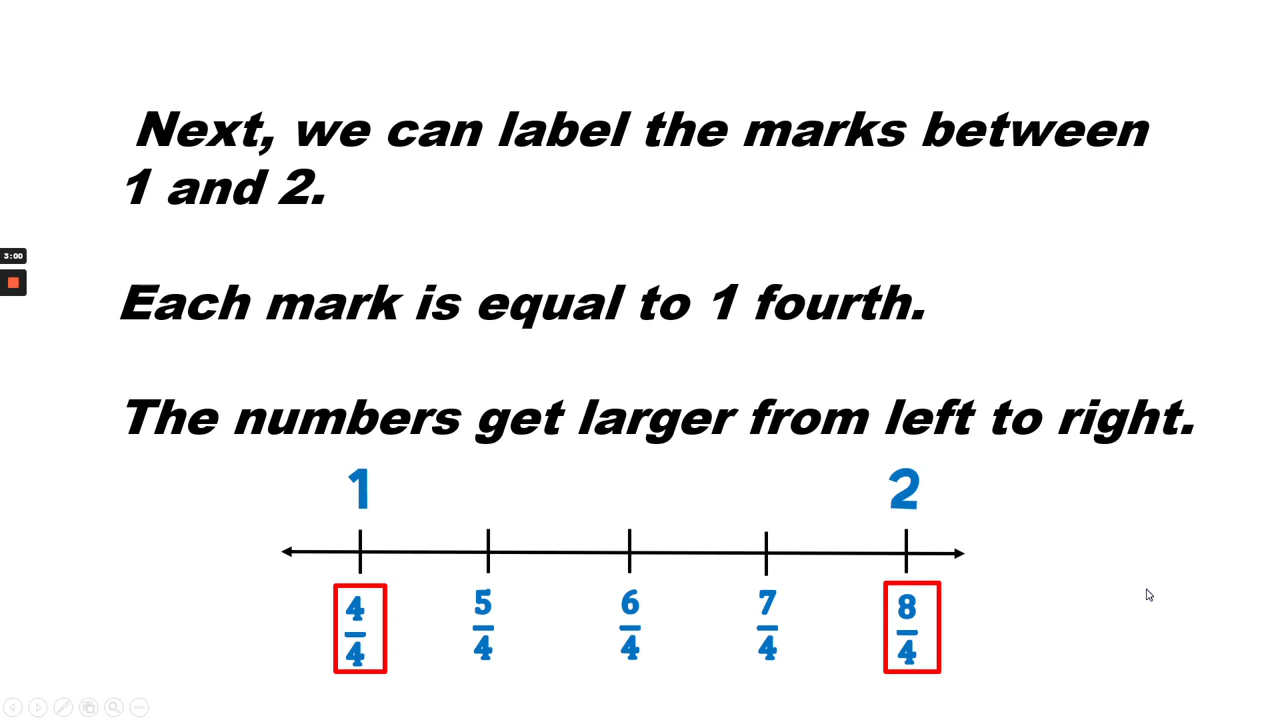 Next, we can label the marks between
1 and 2.
3:00
Each mark is equal to 1 fourth.
The numbers get larger from left to right.
1 2
4/4 5/4 6/4 7/4 8/4